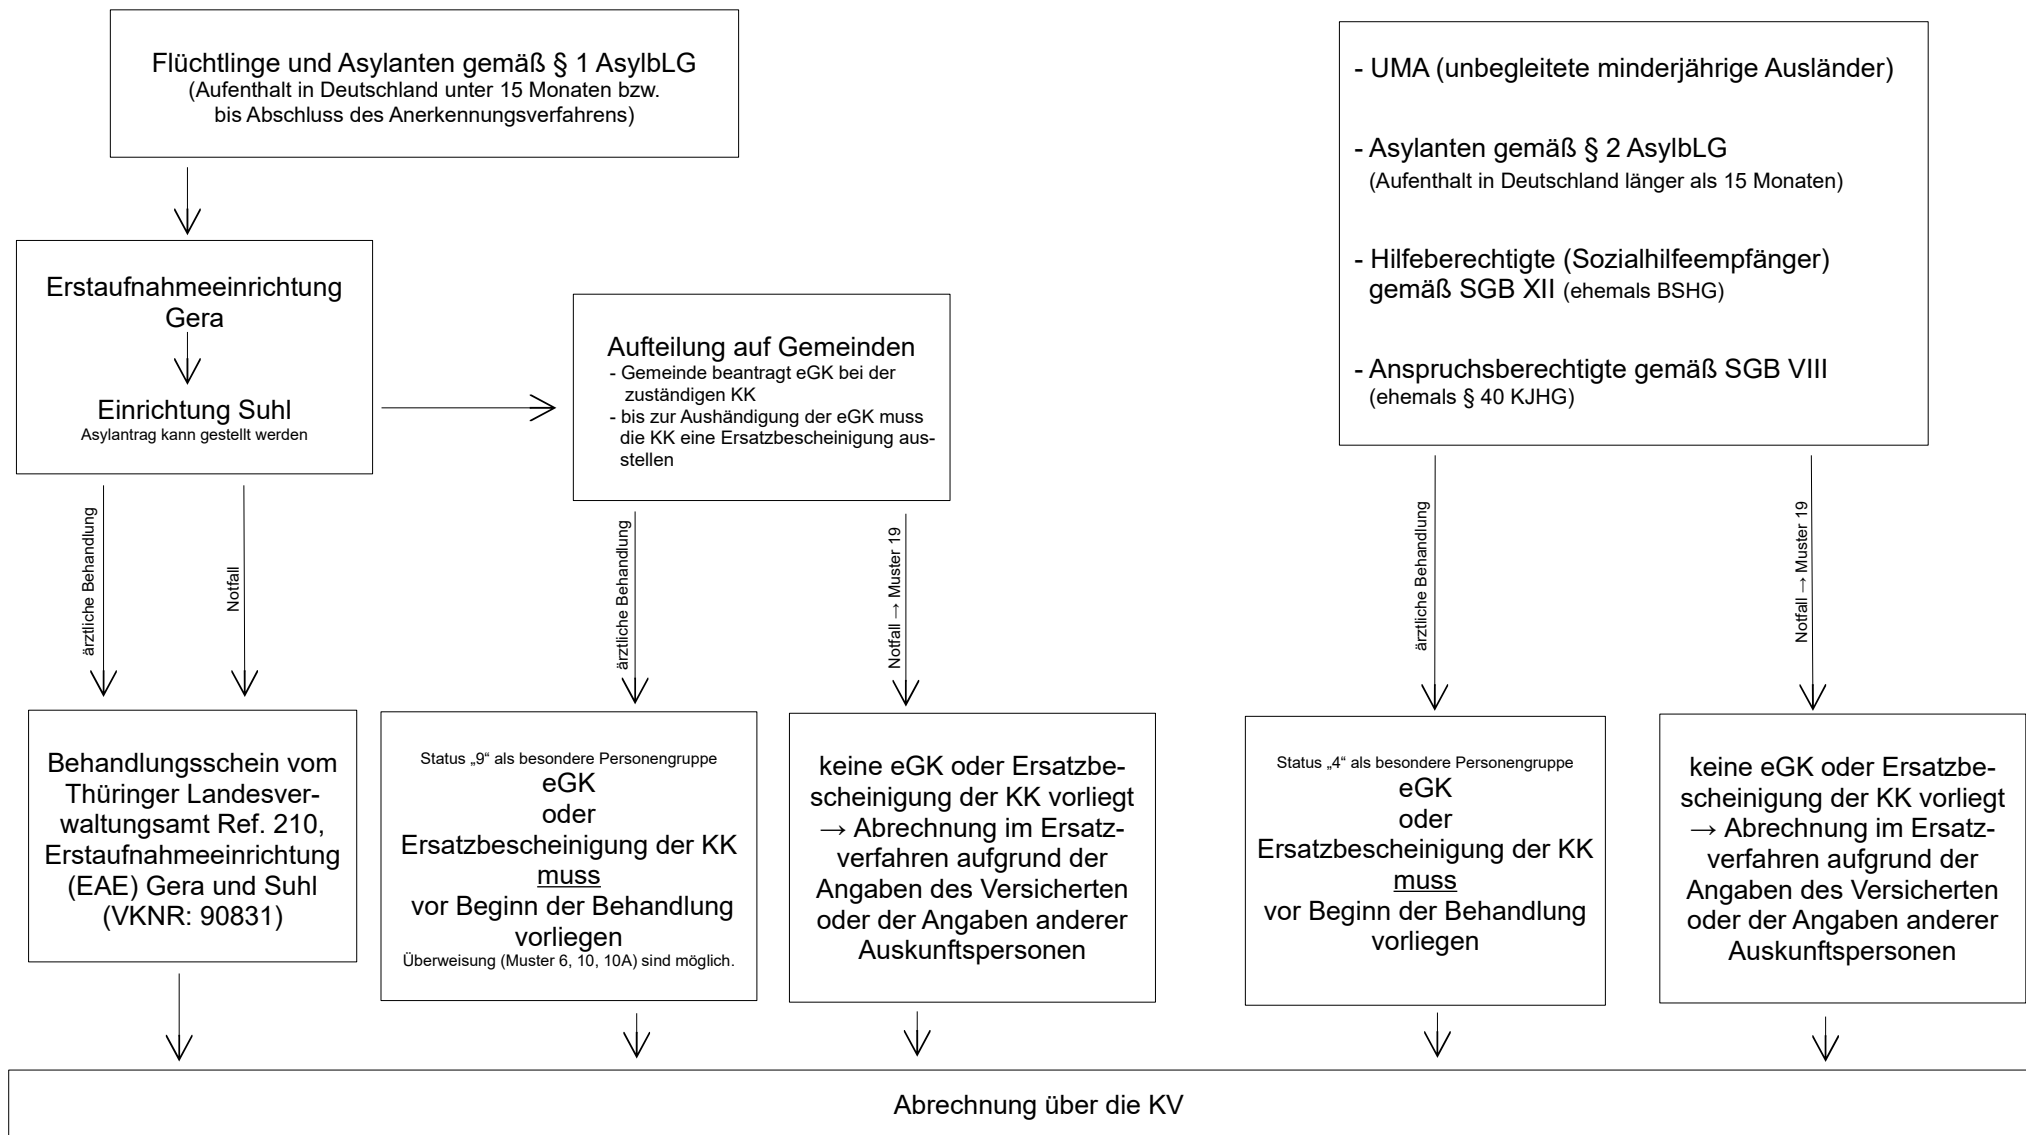 Flüchtlinge und Asylanten gemäß § 1 AsylbLG
(Aufenthalt in Deutschland unter 15 Monaten bzw.
bis Abschluss des Anerkennungsverfahrens)
Erstaufnahmeeinrichtung
Gera
Einrichtung Suhl
Asylantrag kann gestellt werden
Aufteilung auf Gemeinden
- Gemeinde beantragt eGK bei der
zuständigen KK
- bis zur Aushändigung der eGK muss
die KK eine Ersatzbescheinigung aus-
stellen
- UMA (unbegleitete minderjährige Ausländer)
- Asylanten gemäß § 2 AsylbLG
(Aufenthalt in Deutschland länger als 15 Monaten)
- Hilfeberechtigte (Sozialhilfeempfänger)
gemäß SGB XII (ehemals BSHG)
- Anspruchsberechtigte gemäß SGB VIII
(ehemals § 40 KJHG)
ärztliche Behandlung
Notfall
ärztliche Behandlung
Notfall → Muster 19
ärztliche Behandlung
Notfall → Muster 19
Behandlungsschein vom
Thüringer Landesver-
waltungsamt Ref. 210,
Erstaufnahmeeinrichtung
(EAE) Gera und Suhl
(VKNR: 90831)
Status „9“ als besondere Personengruppe
eGK
oder
Ersatzbescheinigung der KK
muss
vor Beginn der Behandlung
vorliegen
Überweisung (Muster 6, 10, 10A) sind möglich.
keine eGK oder Ersatzbe-
scheinigung der KK vorliegt
→ Abrechnung im Ersatz-
verfahren aufgrund der
Angaben des Versicherten
oder der Angaben anderer
Auskunftspersonen
Status „4“ als besondere Personengruppe
eGK
oder
Ersatzbescheinigung der KK
muss
vor Beginn der Behandlung
vorliegen
keine eGK oder Ersatzbe-
scheinigung der KK vorliegt
→ Abrechnung im Ersatz-
verfahren aufgrund der
Angaben des Versicherten
oder der Angaben anderer
Auskunftspersonen
Abrechnung über die KV